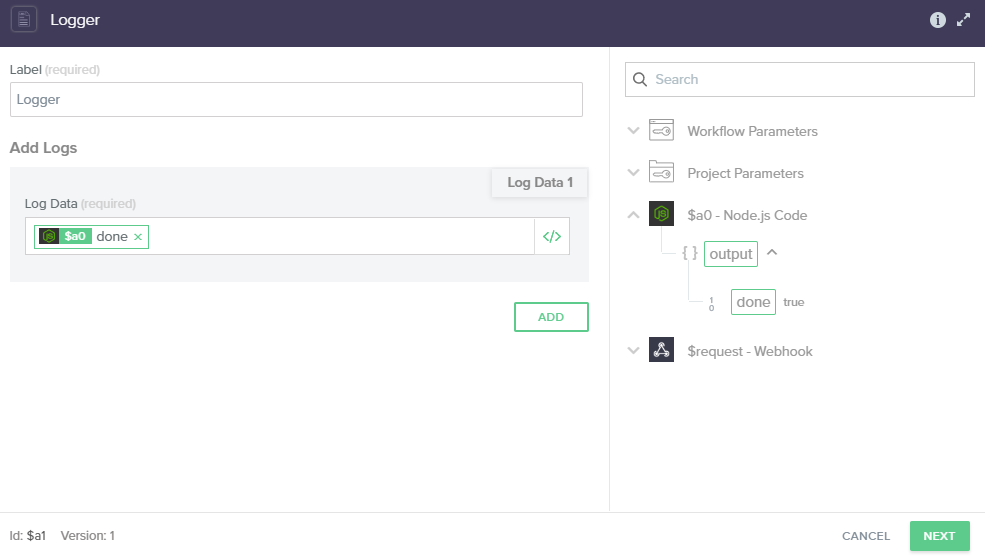 Logger
Label (required)
Logger
Add Logs
Log Data 1
Log Data (required)
$a0 done ×
</>
ADD
Search
Workflow Parameters
Project Parameters
$a0 - Node.js Code
{ } output
1
0
done true
$request - Webhook
Id: $a1 Version: 1
CANCEL NEXT